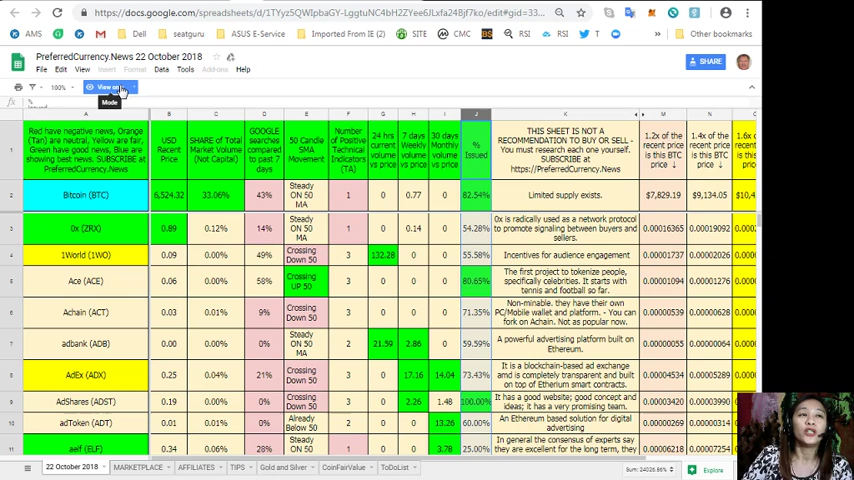 https://docs.google.com/spreadsheets/d/1TYyz5QWIpbaGY-LggtuNC4bH2ZYee6Jt_fca248Jf7ko/edit#gid=33...
AMS
Dell
seatguru
ASUS E-Service
Imported From IE (2)
SITE
CMC
RSI
RSI
T
Other bookmarks
PreferredCurrency.News 22 October 2018
File Edit View Insert Format Data Tools Add-ons Help
SHARE
100%
View only
Mode
fx % Issued
A B C D E F G H I J K M N
1 Red have negative news, Orange (Tan) are neutral, Yellow are fair, Green have good news, Blue are showing best news. SUBSCRIBE at PreferredCurrency.News
USD Recent Price
SHARE of Total Market Volume (Not Capital)
GOOGLE searches compared to past 7 days
50 Candle SMA Movement
Number of Positive Technical Indicators (TA)
24 hrs current volume vs price
7 days Weekly volume vs price
30 days Monthly volume vs price
% Issued
THIS SHEET IS NOT A RECOMMENDATION TO BUY OR SELL - You must research each one yourself. SUBSCRIBE at https://PreferredCurrency.News
1.2x of the recent price is this BTC price ↓
1.4x of the recent price is this BTC price ↓
1.6x
2 Bitcoin (BTC) 6,524.32 33.06% 43% Steady ON 50 MA 1 0 0.77 0 82.54% Limited supply exists. $7,829.19 $9,134.05 $10,4
3 0x (ZRX) 0.89 0.12% 14% Steady ON 50 MA 1 0 0.14 0 54.28% 0x is radically used as a network protocol to promote signaling between buyers and sellers. 0.00016365 0.00019092 0.000
4 1World (1WO) 0.09 0.00% 49% Crossing Down 50 3 132.28 0 0 55.58% Incentives for audience engagement 0.00001737 0.00002026 0.000
5 Ace (ACE) 0.06 0.00% 58% Crossing UP 50 3 0 0 0 80.65% The first project to tokenize people, specifically celebrities. It starts with tennis and football so far. 0.00001094 0.00001276 0.000
6 Achain (ACT) 0.03 0.01% 9% Crossing Down 50 3 0 0 0 71.35% Non-minable. they have their own PC/Mobile wallet and platform. - You can fork on Achain. Not as popular now. 0.00000539 0.00000628 0.000
7 adbank (ADB) 0.00 0.00% 0% Steady ON 50 MA 2 21.59 2.86 0 59.59% A powerful advertising platform built on Ethereum. 0.00000055 0.00000064 0.000
8 AdEx (ADX) 0.25 0.04% 21% Crossing Down 50 3 0 17.16 14.04 73.43% It is a blockchain-based ad exchange amd is completely transparent and built on top of Etherium smart contracts. 0.00004534 0.00005289 0.000
9 AdShares (ADST) 0.19 0.00% 0% Crossing Down 50 3 0 2.26 1.48 100.00% It has a good website; good concept and ideas; it has a very promising team. 0.00003420 0.00003990 0.000
10 adToken (ADT) 0.01 0.01% 0% Already Below 50 2 0 0 13.26 60.00% An Ethereum based solution for digital advertising 0.00000269 0.00000314 0.000
11 aelf (ELF) 0.34 0.06% 28% Steady ON 50 1 0 0 3.78 25.00% In general the consensus of experts say they are excellent for the long term, they 0.00006218 0.00007254
22 October 2018
MARKETPLACE
AFFILIATES
TIPS
Gold and Silver
CoinFairValue
ToDoList
Sum: 24026.86%
Explore